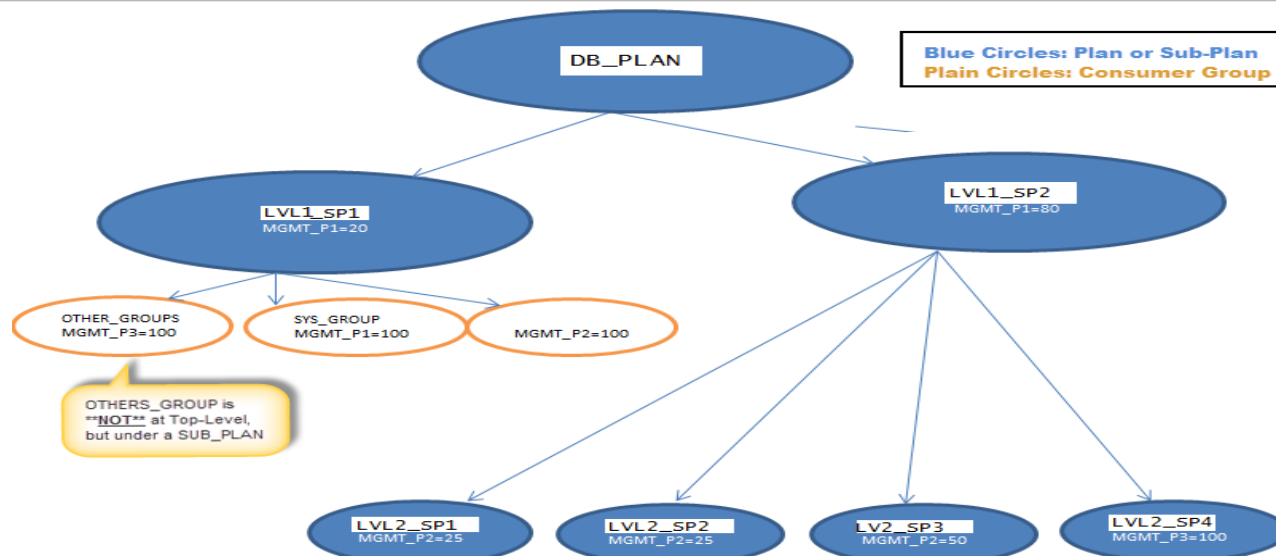 DB_PLAN
Blue Circles: Plan or Sub-Plan
Plain Circles: Consumer Group
LVL1_SP1
MGMT_P1=20
LVL1_SP2
MGMT_P1=80
OTHER_GROUPS
MGMT_P3=100
SYS_GROUP
MGMT_P1=100
MGMT_P2=100
OTHERS_GROUP is
**NOT** at Top-Level,
but under a SUB_PLAN
LVL2_SP1
MGMT_P2=25
LVL2_SP2
MGMT_P2=25
LV2_SP3
MGMT_P2=50
LVL2_SP4
MGMT_P3=100